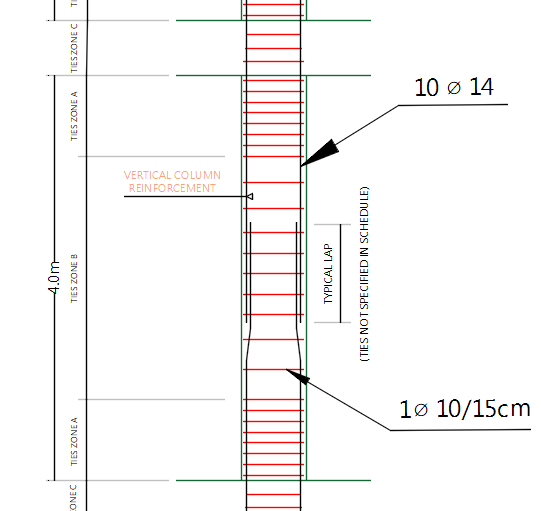 TIES
TIES ZONE C
10 ⌀ 14
TIES ZONE A
VERTICAL COLUMN
REINFORCEMENT
4.0m
TIES ZONE B
TYPICAL LAP
(TIES NOT SPECIFIED IN SCHEDULE)
1⌀ 10/15cm
TIES ZONE A
ZONE C